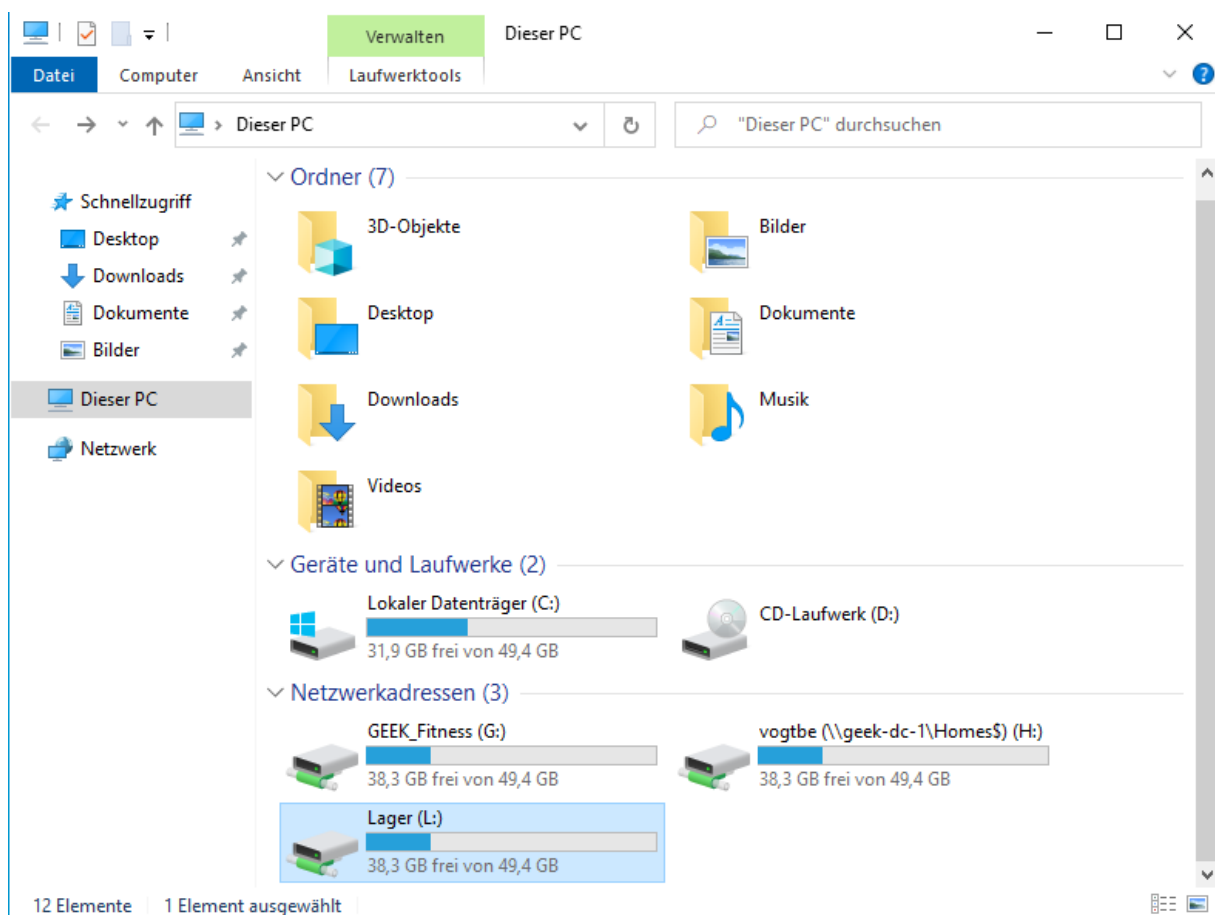 Verwalten
Dieser PC
Datei
Computer
Ansicht
Laufwerktools
Dieser PC
"Dieser PC" durchsuchen
Schnellzugriff
Desktop
Downloads
Dokumente
Bilder
Dieser PC
Netzwerk
Ordner (7)
3D-Objekte
Bilder
Desktop
Dokumente
Downloads
Musik
Videos
Geräte und Laufwerke (2)
Lokaler Datenträger (C:)
31,9 GB frei von 49,4 GB
CD-Laufwerk (D:)
Netzwerkadressen (3)
GEEK_Fitness (G:)
38,3 GB frei von 49,4 GB
vogtbe (\\geek-dc-1\Homes$) (H:)
38,3 GB frei von 49,4 GB
Lager (L:)
38,3 GB frei von 49,4 GB
12 Elemente
1 Element ausgewählt